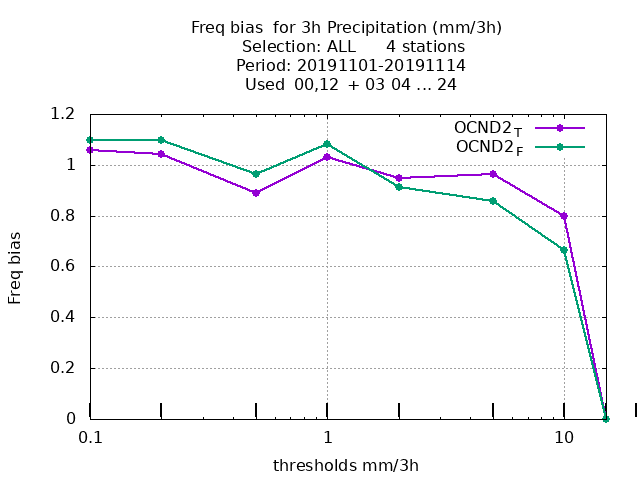 Freq bias  for 3h Precipitation (mm/3h)
Selection: ALL      4 stations
Period: 20191101-20191114
Used  00,12  + 03 04 ... 24
OCND2T
OCND2F
1.2
1
0.8
0.6
0.4
0.2
0
Freq bias
0.1
1
10
thresholds mm/3h